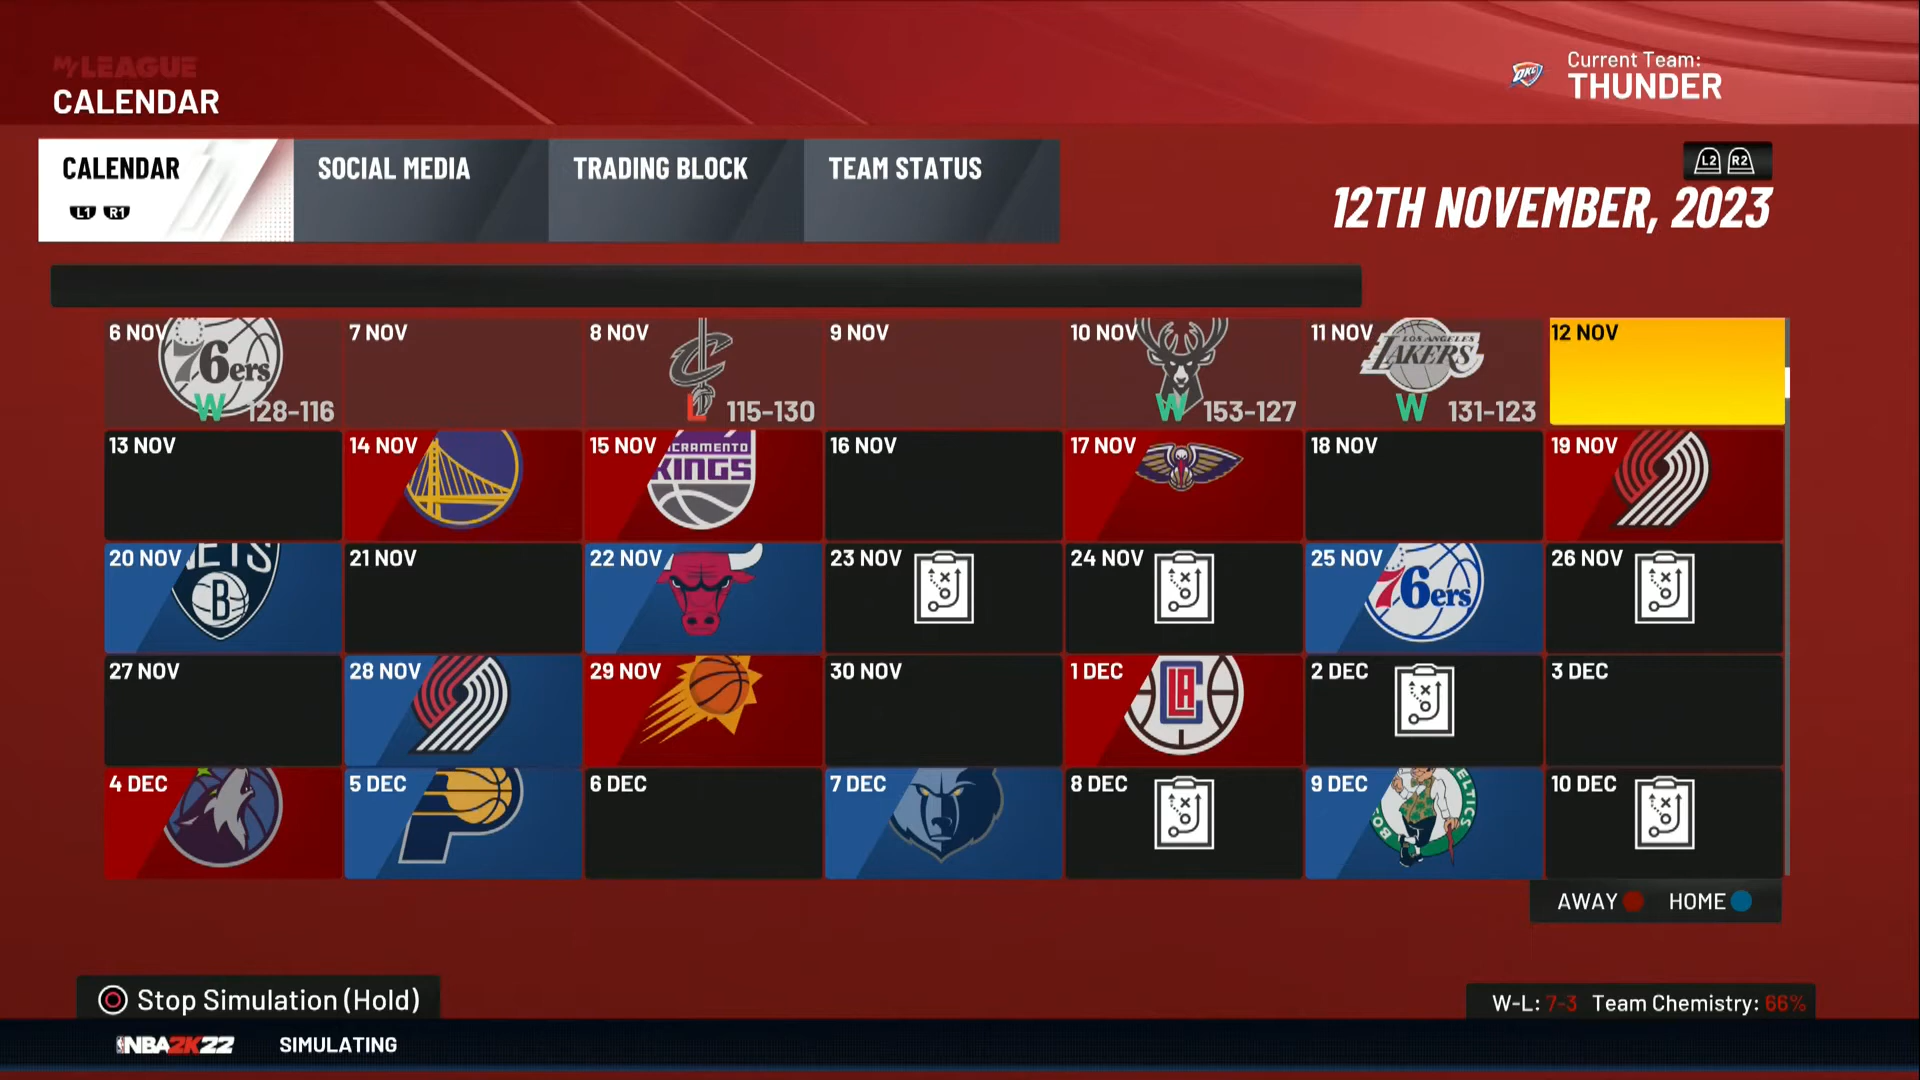 MyLEAGUE
CALENDAR
Current Team:
THUNDER
OKC
CALENDAR
L1 R1
SOCIAL MEDIA
TRADING BLOCK
TEAM STATUS
L2 R2
12TH NOVEMBER, 2023
6 NOV
76ers
W 128-116
7 NOV
8 NOV
C
L 115-130
9 NOV
10 NOV
W 153-127
11 NOV
LOS ANGELES
LAKERS
W 131-123
12 NOV
13 NOV
14 NOV
15 NOV
CRAMENTO
KINGS
16 NOV
17 NOV
18 NOV
19 NOV
20 NOV
NETS
B
21 NOV
22 NOV
23 NOV
24 NOV
25 NOV
76ers
26 NOV
27 NOV
28 NOV
29 NOV
30 NOV
1 DEC
LA
2 DEC
3 DEC
4 DEC
5 DEC
6 DEC
7 DEC
8 DEC
9 DEC
BO
ELTICS
10 DEC
AWAY HOME
Stop Simulation (Hold)
W-L: 7-3 Team Chemistry: 66%
NBA2K22 SIMULATING